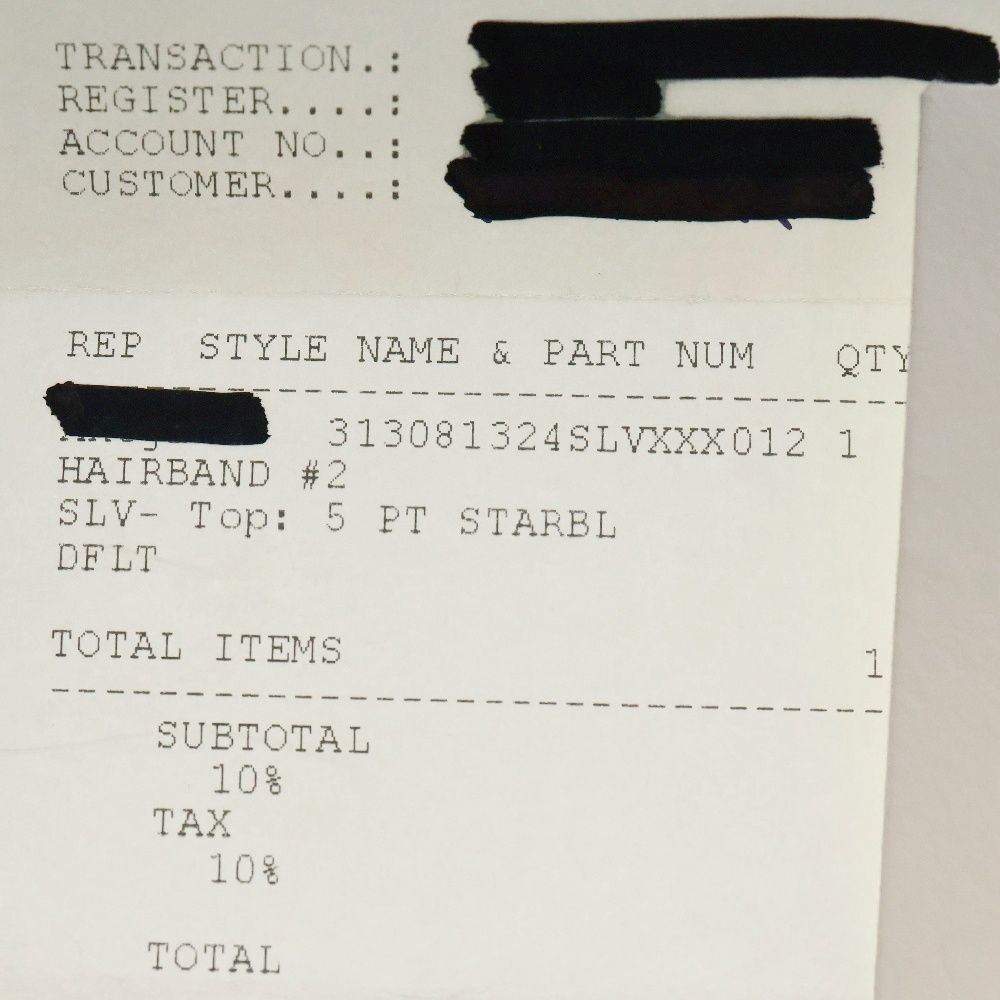 TRANSACTION.:
REGISTER....:
ACCOUNT NO..:
CUSTOMER....:
REP STYLE NAME & PART NUM QTY
313081324SLVXXX012 1
HAIRBAND #2
SLV- Top: 5 PT STARBL
DFLT
TOTAL ITEMS 1
SUBTOTAL
10%
TAX
10%
TOTAL